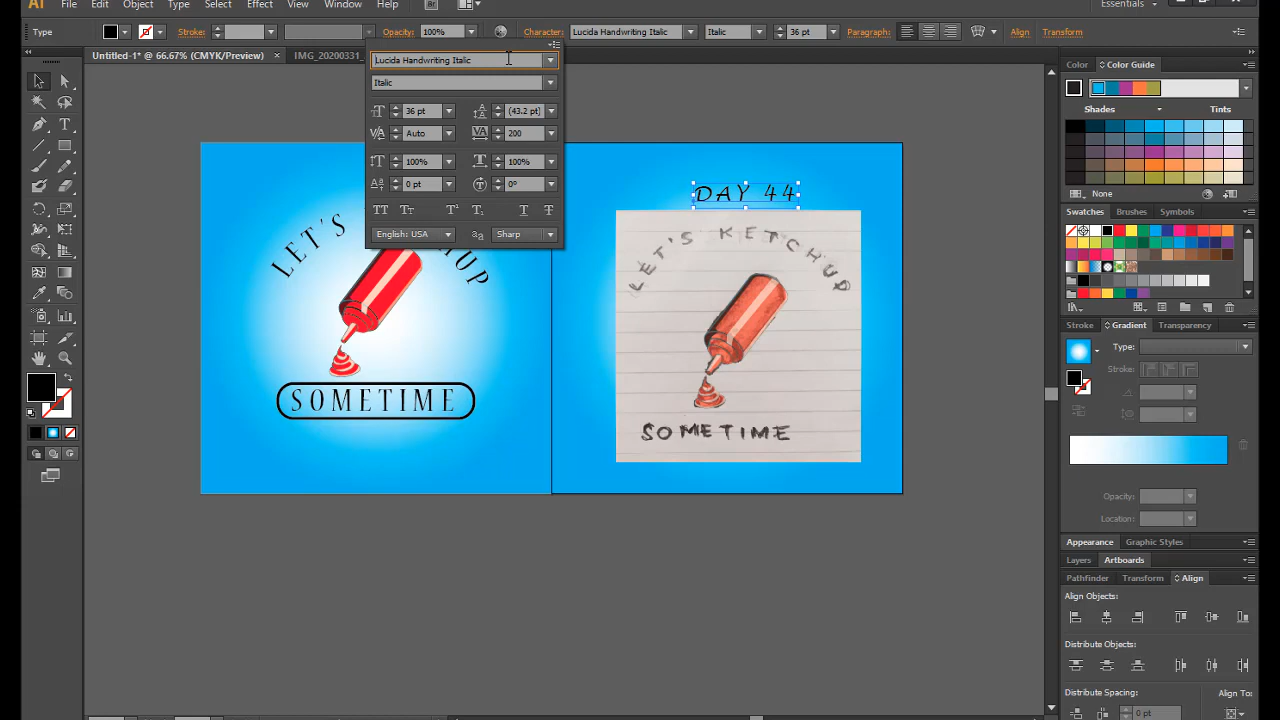 Ai File Edit Object Type Select Effect View Window Help Br Essentials
Type Stroke: Opacity: 100% Character: Lucida Handwriting Italic Italic 36 pt Paragraph: Align Transform
Untitled-1* @ 66.67% (CMYK/Preview) × IMG_20200331_
Lucida Handwriting Italic
Italic
36 pt (43.2 pt)
Auto 200
100% 100%
0 pt 0°
English: USA Sharp
LET'S KETCHUP
SOMETIME
DAY 44
LET'S KETCHUP
SOMETIME
Color Color Guide
Shades Tints
None
Swatches Brushes Symbols
Stroke Gradient Transparency
Type:
Stroke:
Opacity:
Location:
Appearance Graphic Styles
Layers Artboards
Pathfinder Transform Align
Align Objects:
Distribute Objects:
Distribute Spacing: Align To:
0 pt